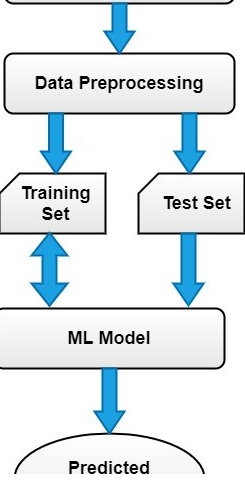 Data Preprocessing
Training
Set
Test Set
ML Model
Predicted